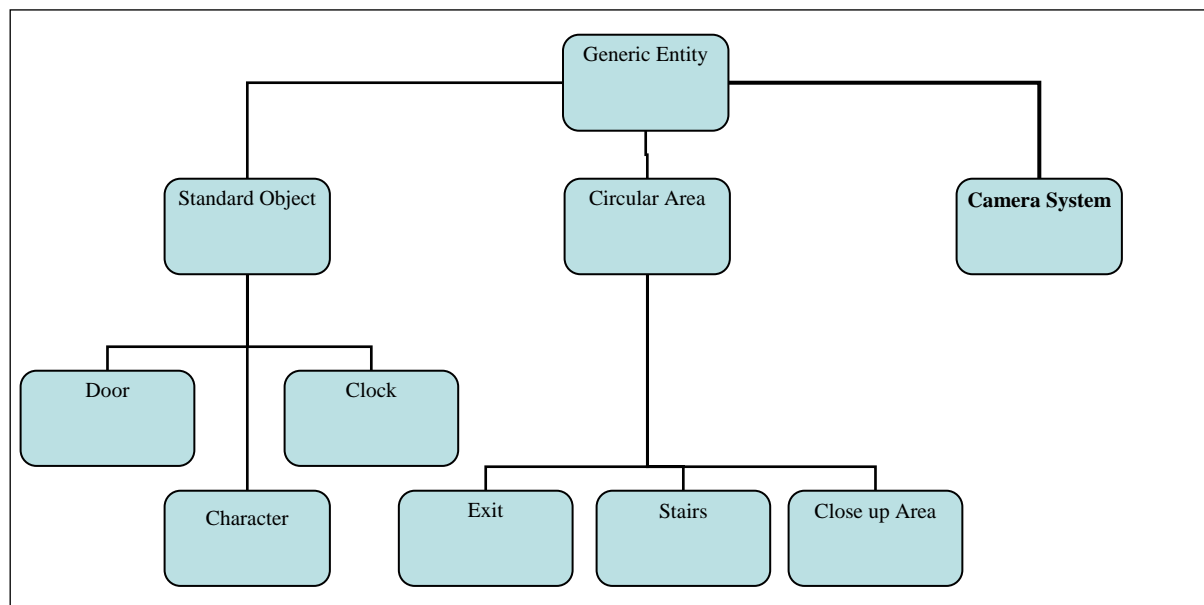 Generic Entity
Standard Object
Circular Area
Camera System
Door
Clock
Character
Exit
Stairs
Close up Area